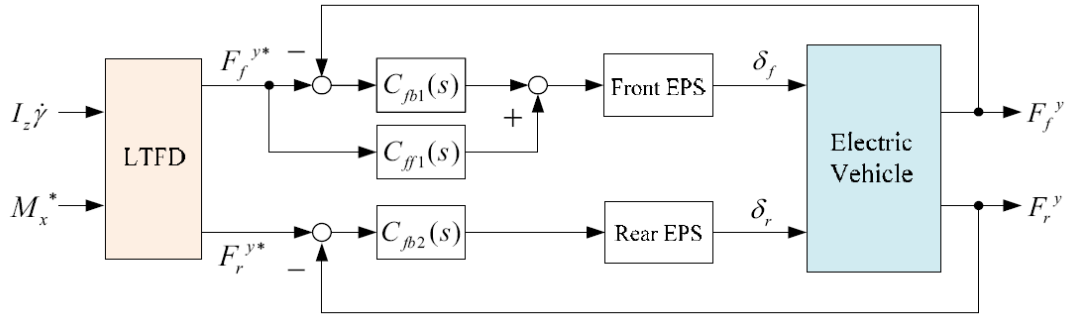 F_f^{y*}
−
C_{fb1}(s)
Front EPS
δ_f
I_z γ̇
LTFD
+
C_{ff1}(s)
Electric
Vehicle
F_f^y
M_x^*
F_r^{y*}
−
C_{fb2}(s)
Rear EPS
δ_r
F_r^y